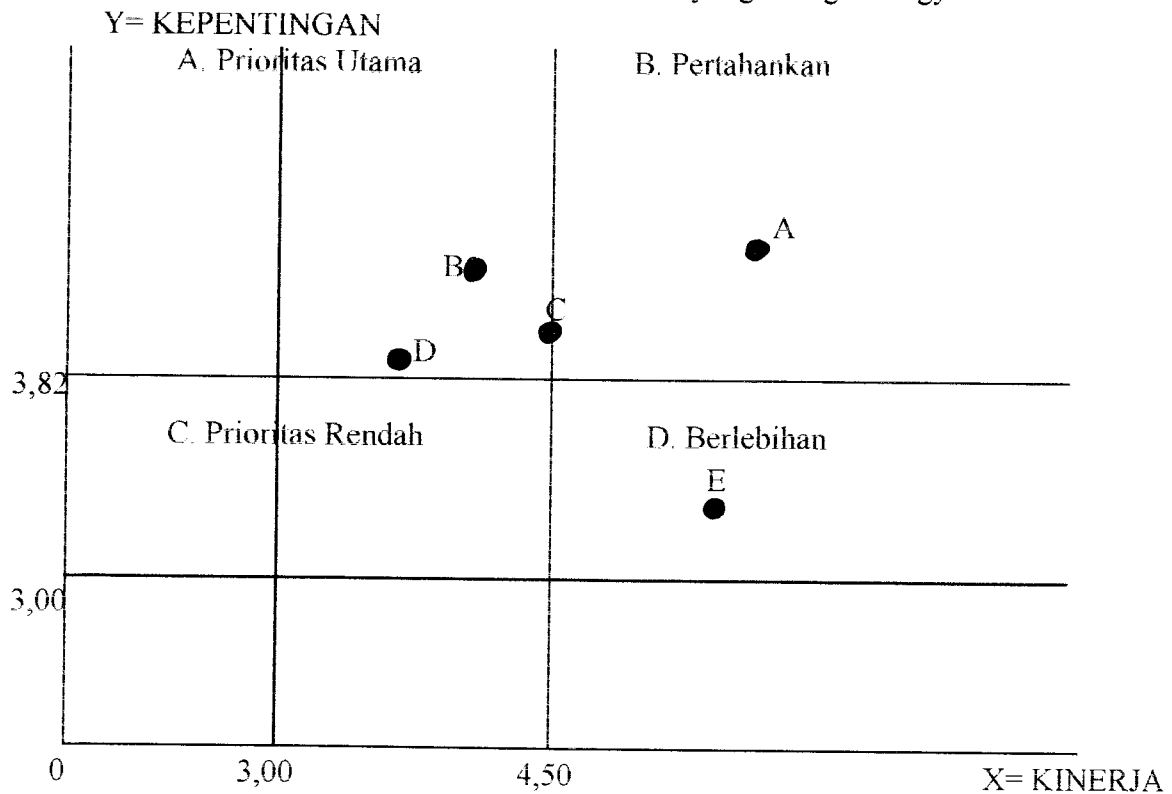 Y= KEPENTINGAN
A. Prioritas Utama
B. Pertahankan
A
B
C
D
3,82
C. Prioritas Rendah
D. Berlebihan
E
3,00
0
3,00
4,50
X= KINERJA